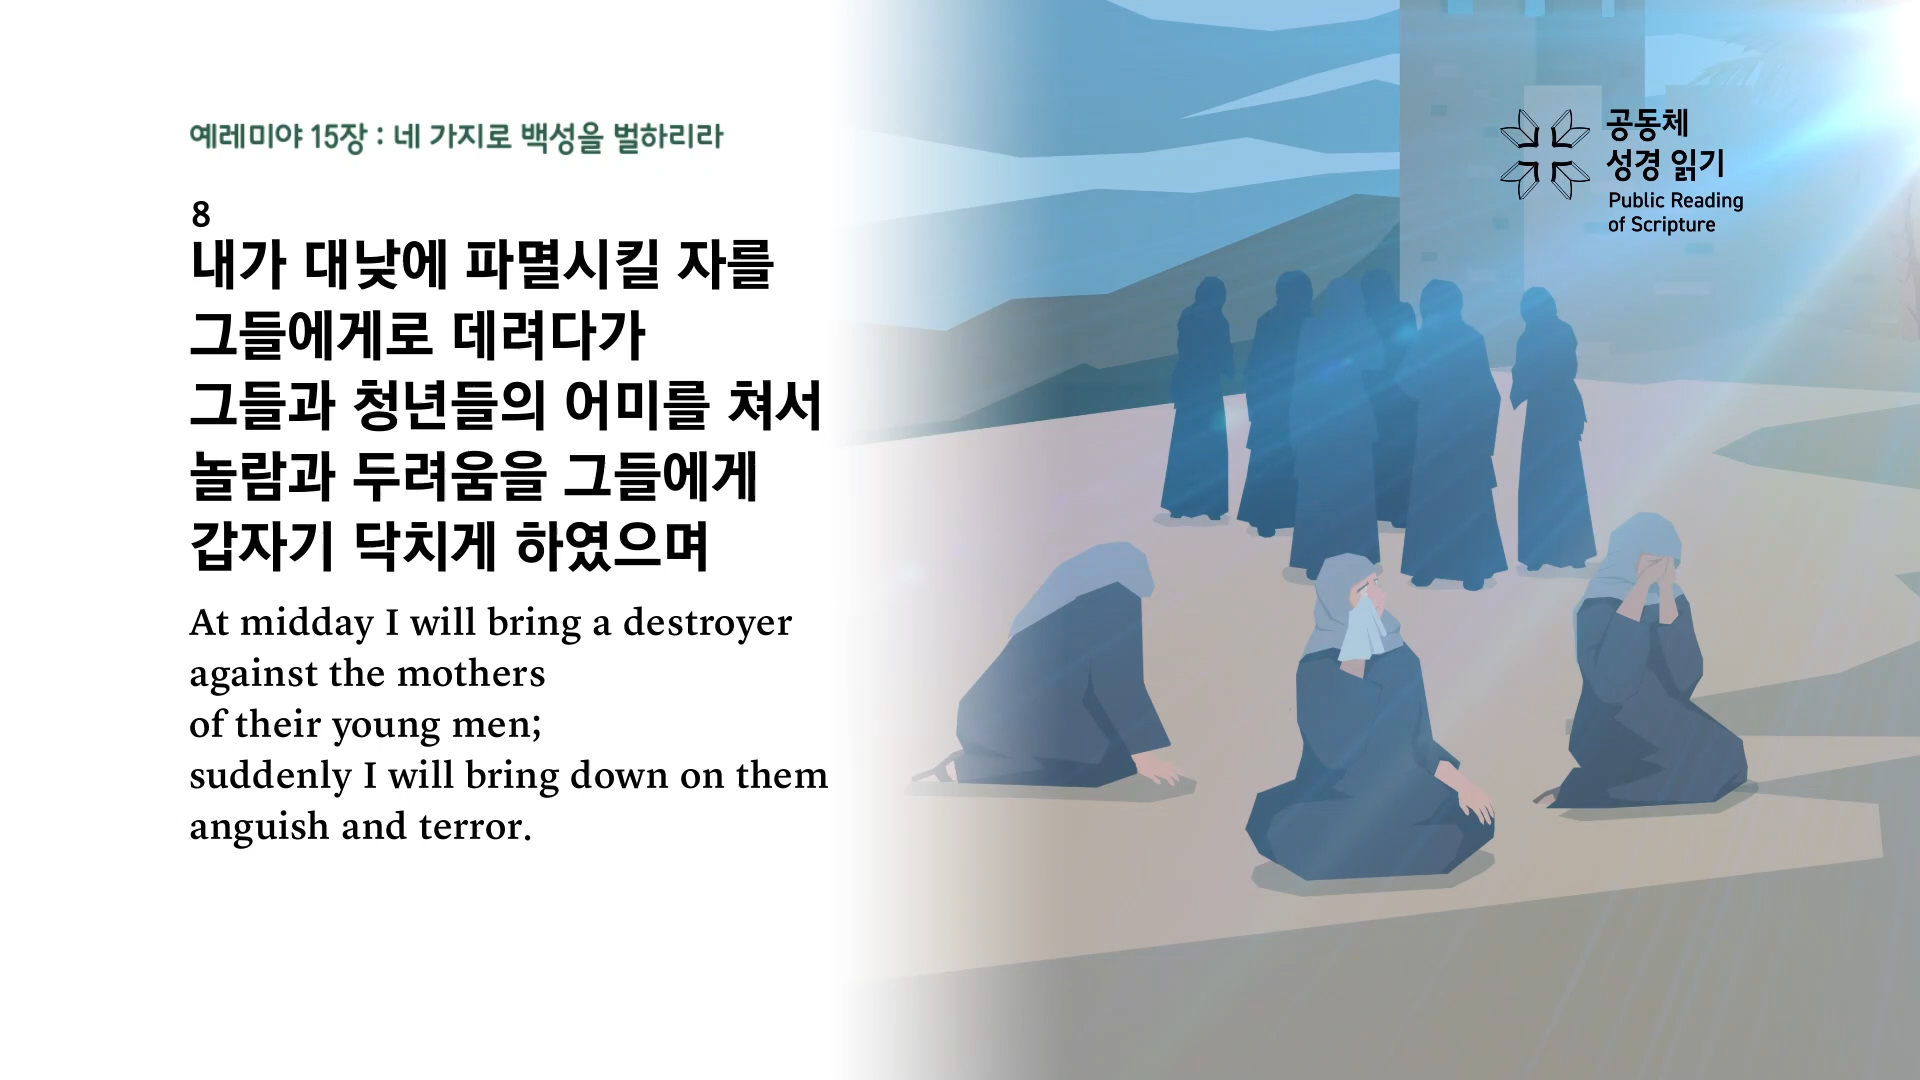 예레미야 15장 : 네 가지로 백성을 벌하리라
8
내가 대낮에 파멸시킬 자를
그들에게로 데려다가
그들과 청년들의 어미를 쳐서
놀람과 두려움을 그들에게
갑자기 닥치게 하였으며
At midday I will bring a destroyer
against the mothers
of their young men;
suddenly I will bring down on them
anguish and terror.
공동체
성경 읽기
Public Reading
of Scripture